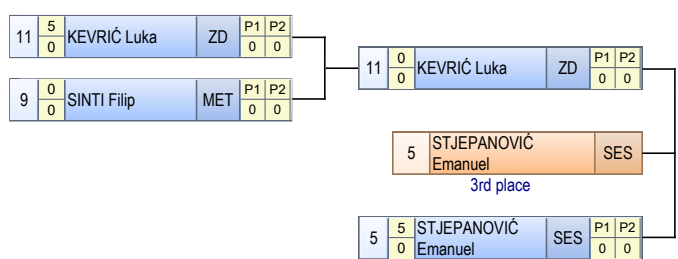 11 5 0 KEVRIĆ Luka ZD P1 P2 0 0
9 0 0 SINTI Filip MET P1 P2 0 0
11 0 0 KEVRIĆ Luka ZD P1 P2 0 0
5 STJEPANOVIĆ Emanuel SES
3rd place
5 5 0 STJEPANOVIĆ Emanuel SES P1 P2 0 0